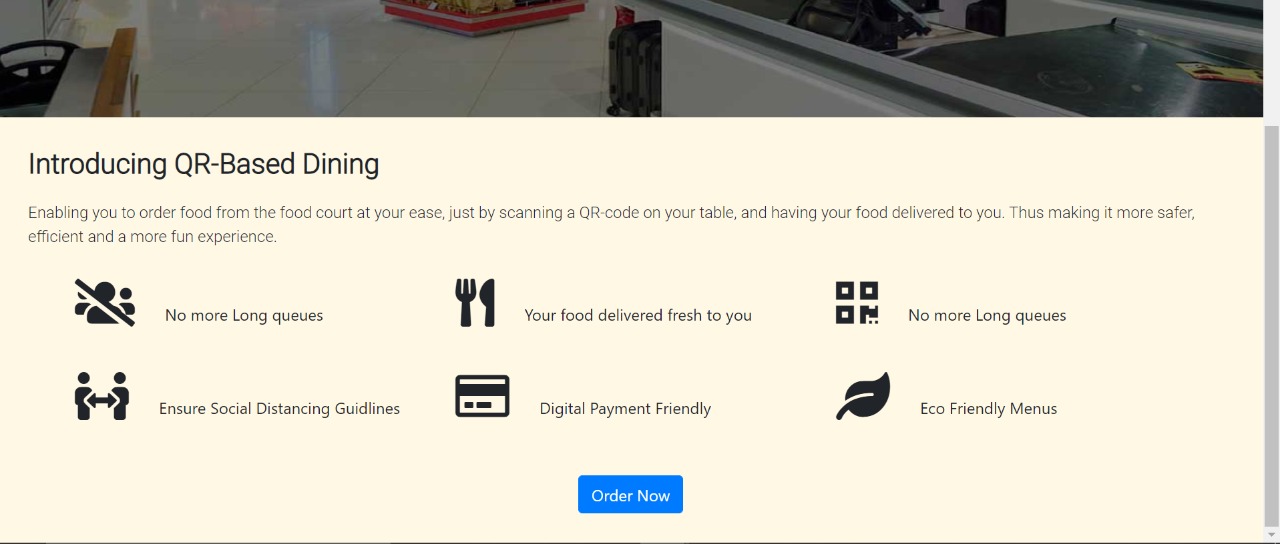 Introducing QR-Based Dining
Enabling you to order food from the food court at your ease, just by scanning a QR-code on your table, and having your food delivered to you. Thus making it more safer,
efficient and a more fun experience.
No more Long queues
Your food delivered fresh to you
No more Long queues
Ensure Social Distancing Guidlines
Digital Payment Friendly
Eco Friendly Menus
Order Now